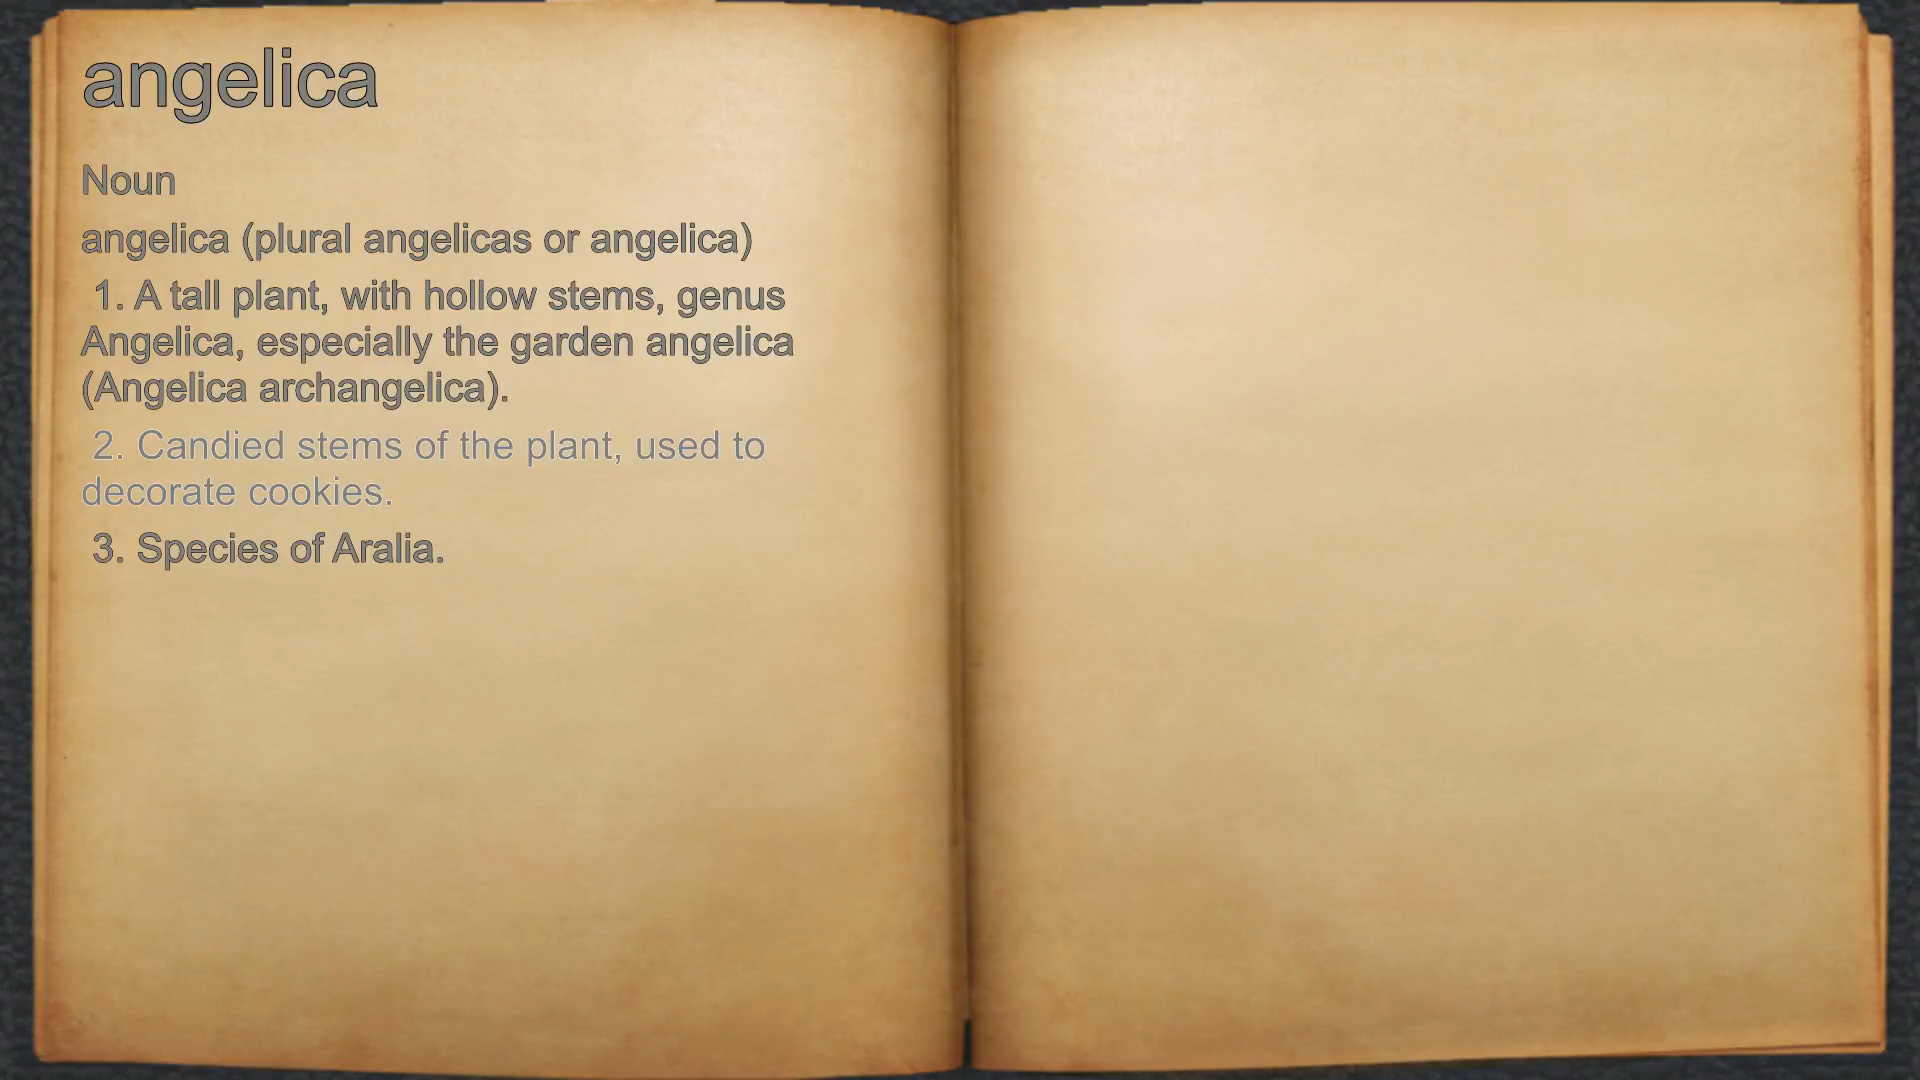 angelica
Noun
angelica (plural angelicas or angelica)
1. A tall plant, with hollow stems, genus
Angelica, especially the garden angelica
(Angelica archangelica).
2. Candied stems of the plant, used to
decorate cookies.
3. Species of Aralia.